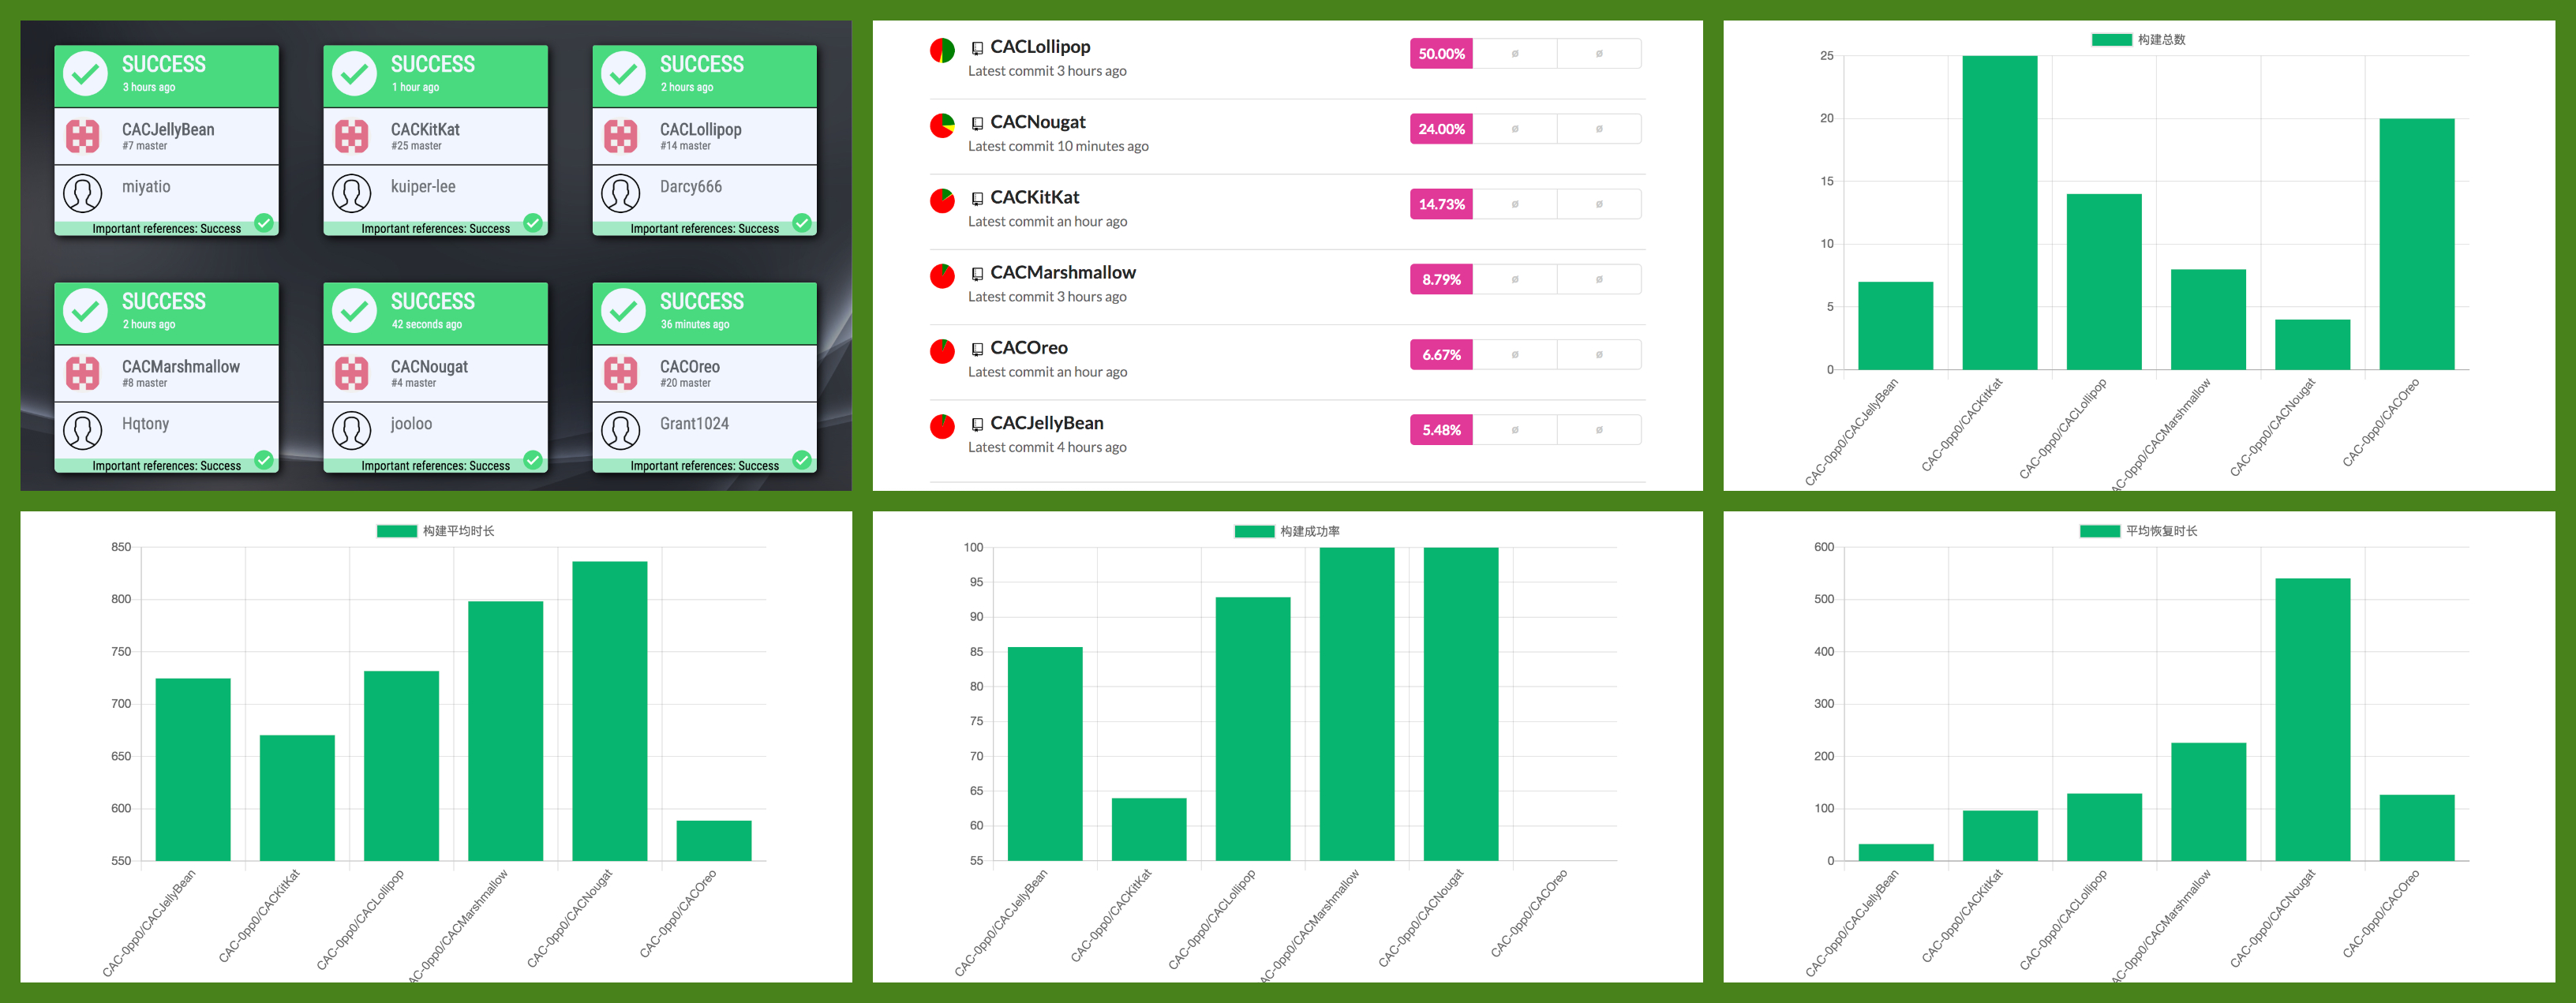 SUCCESS
3 hours ago
CACJellyBean
#7 master
miyatio
Important references: Success
SUCCESS
1 hour ago
CACKitKat
#25 master
kuiper-lee
Important references: Success
SUCCESS
2 hours ago
CACLollipop
#14 master
Darcy666
Important references: Success
SUCCESS
2 hours ago
CACMarshmallow
#8 master
Hqtony
Important references: Success
SUCCESS
42 seconds ago
CACNougat
#4 master
jooloo
Important references: Success
SUCCESS
36 minutes ago
CACOreo
#20 master
Grant1024
Important references: Success
CACLollipop 50.00% ø ø
Latest commit 3 hours ago
CACNougat 24.00% ø ø
Latest commit 10 minutes ago
CACKitKat 14.73% ø ø
Latest commit an hour ago
CACMarshmallow 8.79% ø ø
Latest commit 3 hours ago
CACOreo 6.67% ø ø
Latest commit an hour ago
CACJellyBean 5.48% ø ø
Latest commit 4 hours ago
构建总数
25
20
15
10
5
0
CAC-0pp0/CACJellyBean
CAC-0pp0/CACKitKat
CAC-0pp0/CACLollipop
AC-0pp0/CACMarshmallow
CAC-0pp0/CACNougat
CAC-0pp0/CACOreo
构建平均时长
850
800
750
700
650
600
550
CAC-0pp0/CACJellyBean
CAC-0pp0/CACKitKat
CAC-0pp0/CACLollipop
AC-0pp0/CACMarshmallow
CAC-0pp0/CACNougat
CAC-0pp0/CACOreo
构建成功率
100
95
90
85
80
75
70
65
60
55
CAC-0pp0/CACJellyBean
CAC-0pp0/CACKitKat
CAC-0pp0/CACLollipop
AC-0pp0/CACMarshmallow
CAC-0pp0/CACNougat
CAC-0pp0/CACOreo
平均恢复时长
600
500
400
300
200
100
0
CAC-0pp0/CACJellyBean
CAC-0pp0/CACKitKat
CAC-0pp0/CACLollipop
AC-0pp0/CACMarshmallow
CAC-0pp0/CACNougat
CAC-0pp0/CACOreo